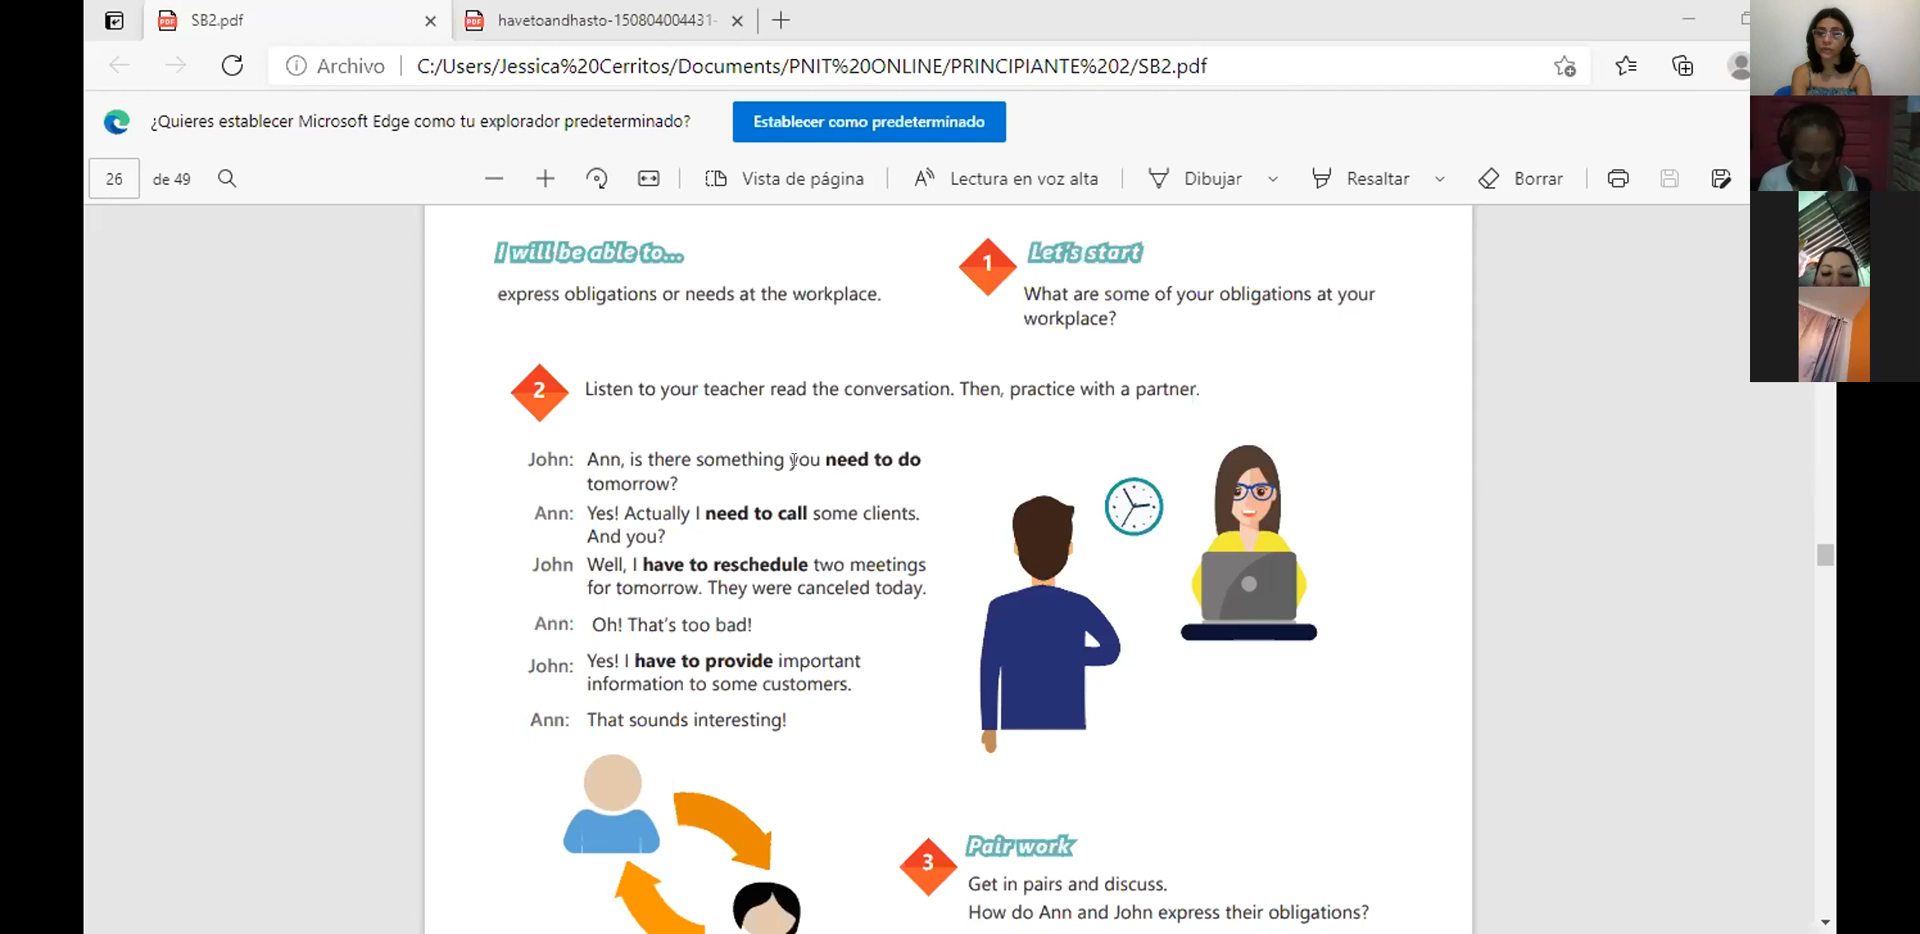 SB2.pdf
havetoandhasto-150804004431-
Archivo
C:/Users/Jessica%20Cerritos/Documents/PNIT%20ONLINE/PRINCIPIANTE%202/SB2.pdf
¿Quieres establecer Microsoft Edge como tu explorador predeterminado?
Establecer como predeterminado
26 de 49
Vista de página
Lectura en voz alta
Dibujar
Resaltar
Borrar
I will be able to...
express obligations or needs at the workplace.
1 Let's start
What are some of your obligations at your
workplace?
2 Listen to your teacher read the conversation. Then, practice with a partner.
John: Ann, is there something you need to do
tomorrow?
Ann: Yes! Actually I need to call some clients.
And you?
John Well, I have to reschedule two meetings
for tomorrow. They were canceled today.
Ann: Oh! That's too bad!
John: Yes! I have to provide important
information to some customers.
Ann: That sounds interesting!
3 Pair work
Get in pairs and discuss.
How do Ann and John express their obligations?